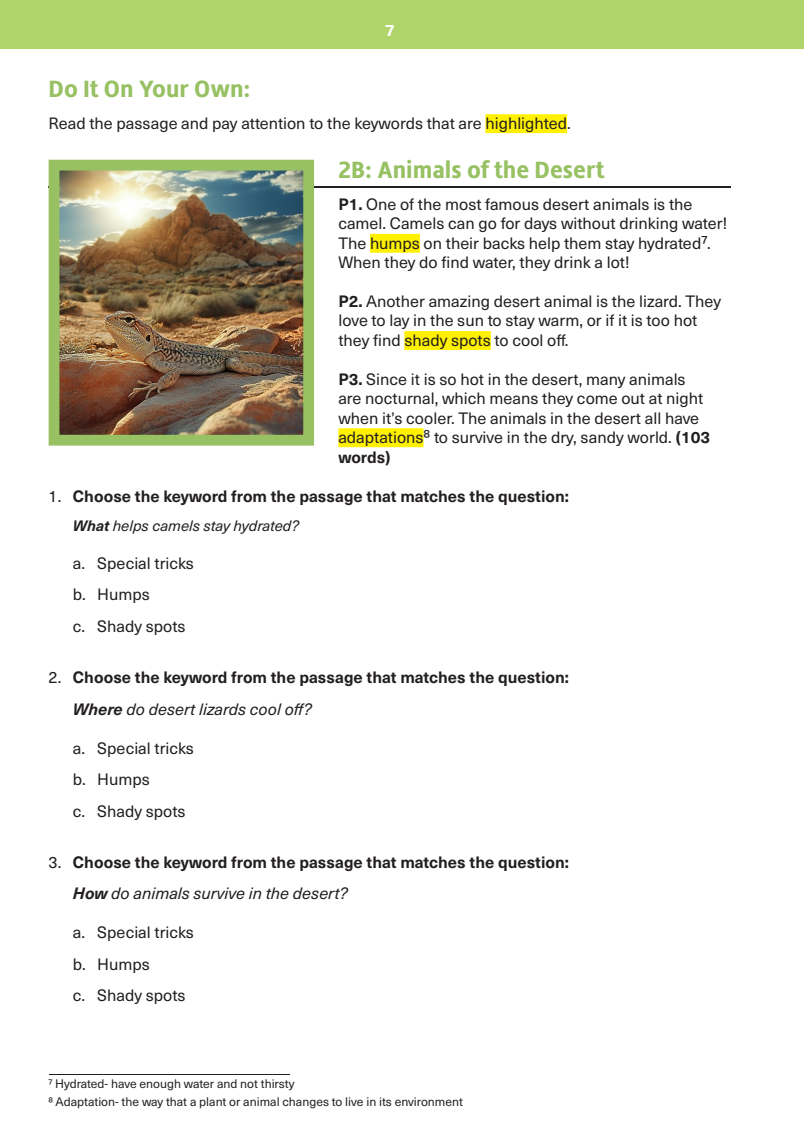 7
Do It On Your Own:
Read the passage and pay attention to the keywords that are highlighted.
2B: Animals of the Desert
P1. One of the most famous desert animals is the
camel. Camels can go for days without drinking water!
The humps on their backs help them stay hydrated⁷.
When they do find water, they drink a lot!
P2. Another amazing desert animal is the lizard. They
love to lay in the sun to stay warm, or if it is too hot
they find shady spots to cool off.
P3. Since it is so hot in the desert, many animals
are nocturnal, which means they come out at night
when it's cooler. The animals in the desert all have
adaptations⁸ to survive in the dry, sandy world. (103
words)
1. Choose the keyword from the passage that matches the question:
What helps camels stay hydrated?
a. Special tricks
b. Humps
c. Shady spots
2. Choose the keyword from the passage that matches the question:
Where do desert lizards cool off?
a. Special tricks
b. Humps
c. Shady spots
3. Choose the keyword from the passage that matches the question:
How do animals survive in the desert?
a. Special tricks
b. Humps
c. Shady spots
⁷ Hydrated- have enough water and not thirsty
⁸ Adaptation- the way that a plant or animal changes to live in its environment